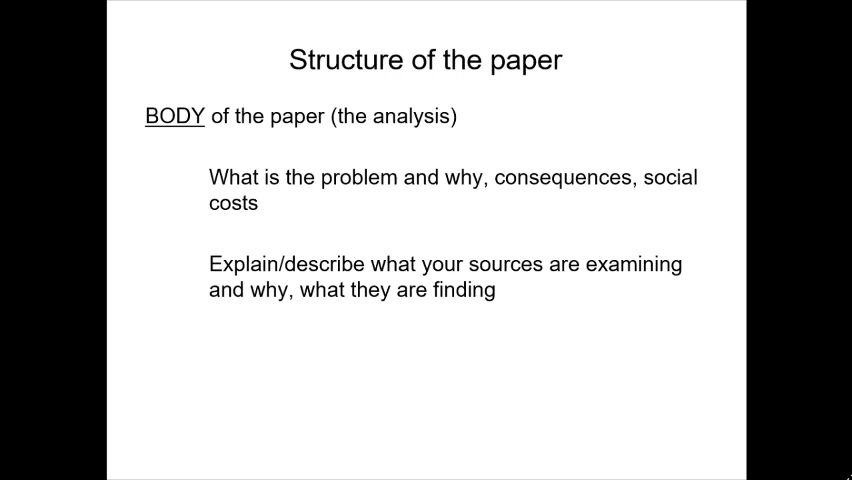 Structure of the paper
BODY of the paper (the analysis)
What is the problem and why, consequences, social
costs
Explain/describe what your sources are examining
and why, what they are finding